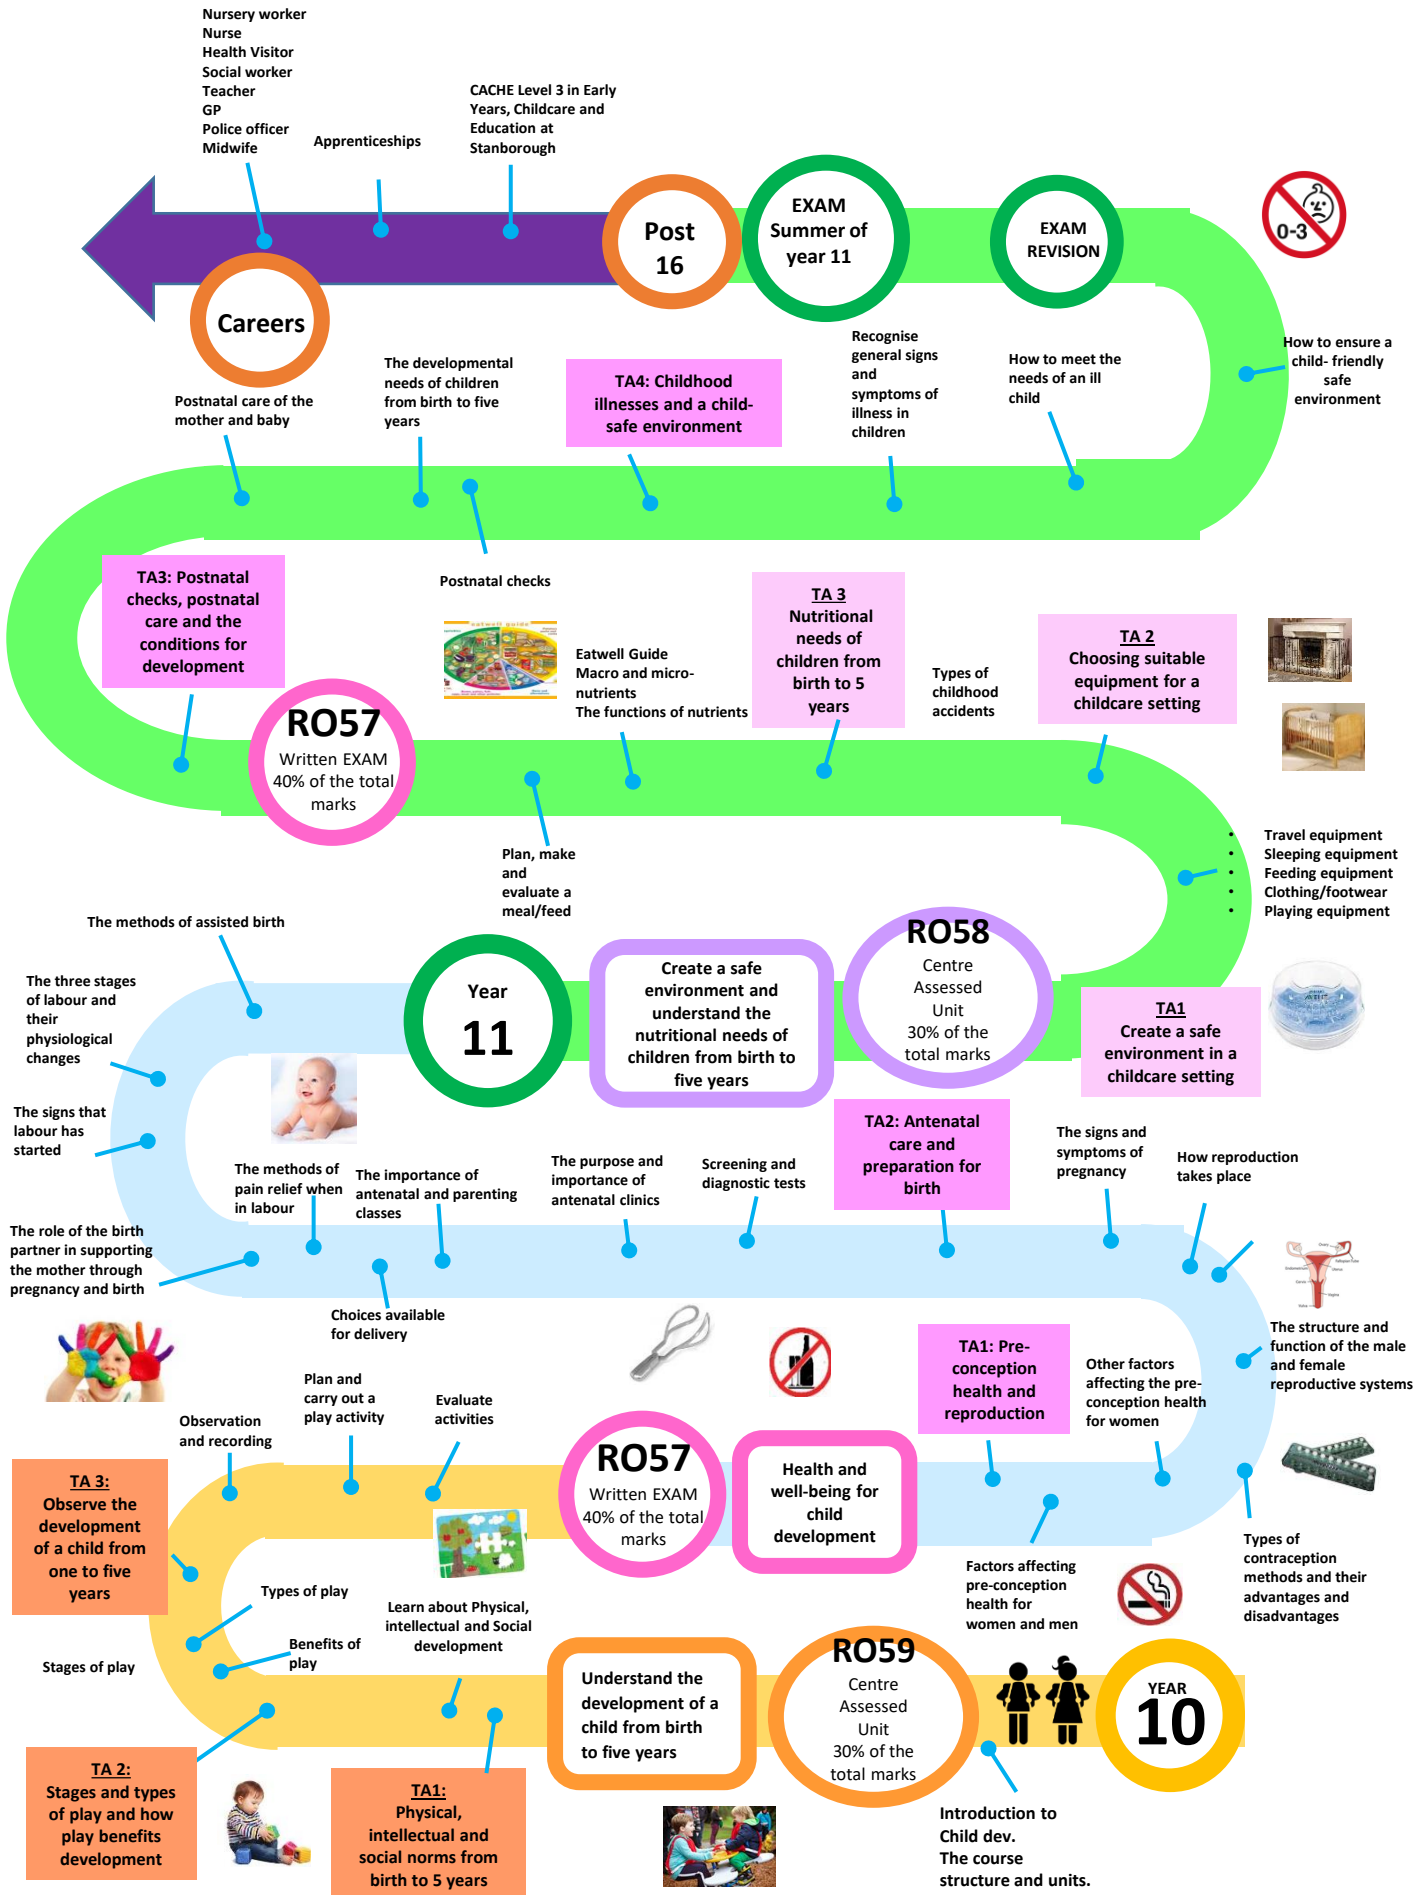 Nursery worker
Nurse
Health Visitor
Social worker
Teacher
GP
Police officer
Midwife
Apprenticeships
CACHE Level 3 in Early
Years, Childcare and
Education at
Stanborough
Post
16
EXAM
Summer of
year 11
EXAM
REVISION
0-3
Careers
How to ensure a
child- friendly
safe
environment
Postnatal care of the
mother and baby
The developmental
needs of children
from birth to five
years
TA4: Childhood
illnesses and a child-
safe environment
Recognise
general signs
and
symptoms of
illness in
children
How to meet the
needs of an ill
child
TA3: Postnatal
checks, postnatal
care and the
conditions for
development
Postnatal checks
eatwell guide
Eatwell Guide
Macro and micro-
nutrients
The functions of nutrients
TA 3
Nutritional
needs of
children from
birth to 5
years
Types of
childhood
accidents
TA 2
Choosing suitable
equipment for a
childcare setting
RO57
Written EXAM
40% of the total
marks
Plan, make
and
evaluate a
meal/feed
• Travel equipment
• Sleeping equipment
• Feeding equipment
• Clothing/footwear
• Playing equipment
The methods of assisted birth
The three stages
of labour and
their
physiological
changes
Year
11
Create a safe
environment and
understand the
nutritional needs of
children from birth to
five years
RO58
Centre
Assessed
Unit
30% of the
total marks
TA1
Create a safe
environment in a
childcare setting
The signs that
labour has
started
The methods of
pain relief when
in labour
The importance of
antenatal and parenting
classes
The purpose and
importance of
antenatal clinics
Screening and
diagnostic tests
TA2: Antenatal
care and
preparation for
birth
The signs and
symptoms of
pregnancy
How reproduction
takes place
The role of the birth
partner in supporting
the mother through
pregnancy and birth
Choices available
for delivery
The structure and
function of the male
and female
reproductive systems
TA1: Pre-
conception
health and
reproduction
Other factors
affecting the pre-
conception health
for women
Plan and
carry out a
play activity
Evaluate
activities
Observation
and recording
RO57
Written EXAM
40% of the total
marks
Health and
well-being for
child
development
TA 3:
Observe the
development
of a child from
one to five
years
Factors affecting
pre-conception
health for
women and men
Types of
contraception
methods and their
advantages and
disadvantages
Types of play
Learn about Physical,
intellectual and Social
development
Benefits of
play
Stages of play
Understand the
development of a
child from birth
to five years
RO59
Centre
Assessed
Unit
30% of the
total marks
YEAR
10
TA 2:
Stages and types
of play and how
play benefits
development
TA1:
Physical,
intellectual and
social norms from
birth to 5 years
Introduction to
Child dev.
The course
structure and units.